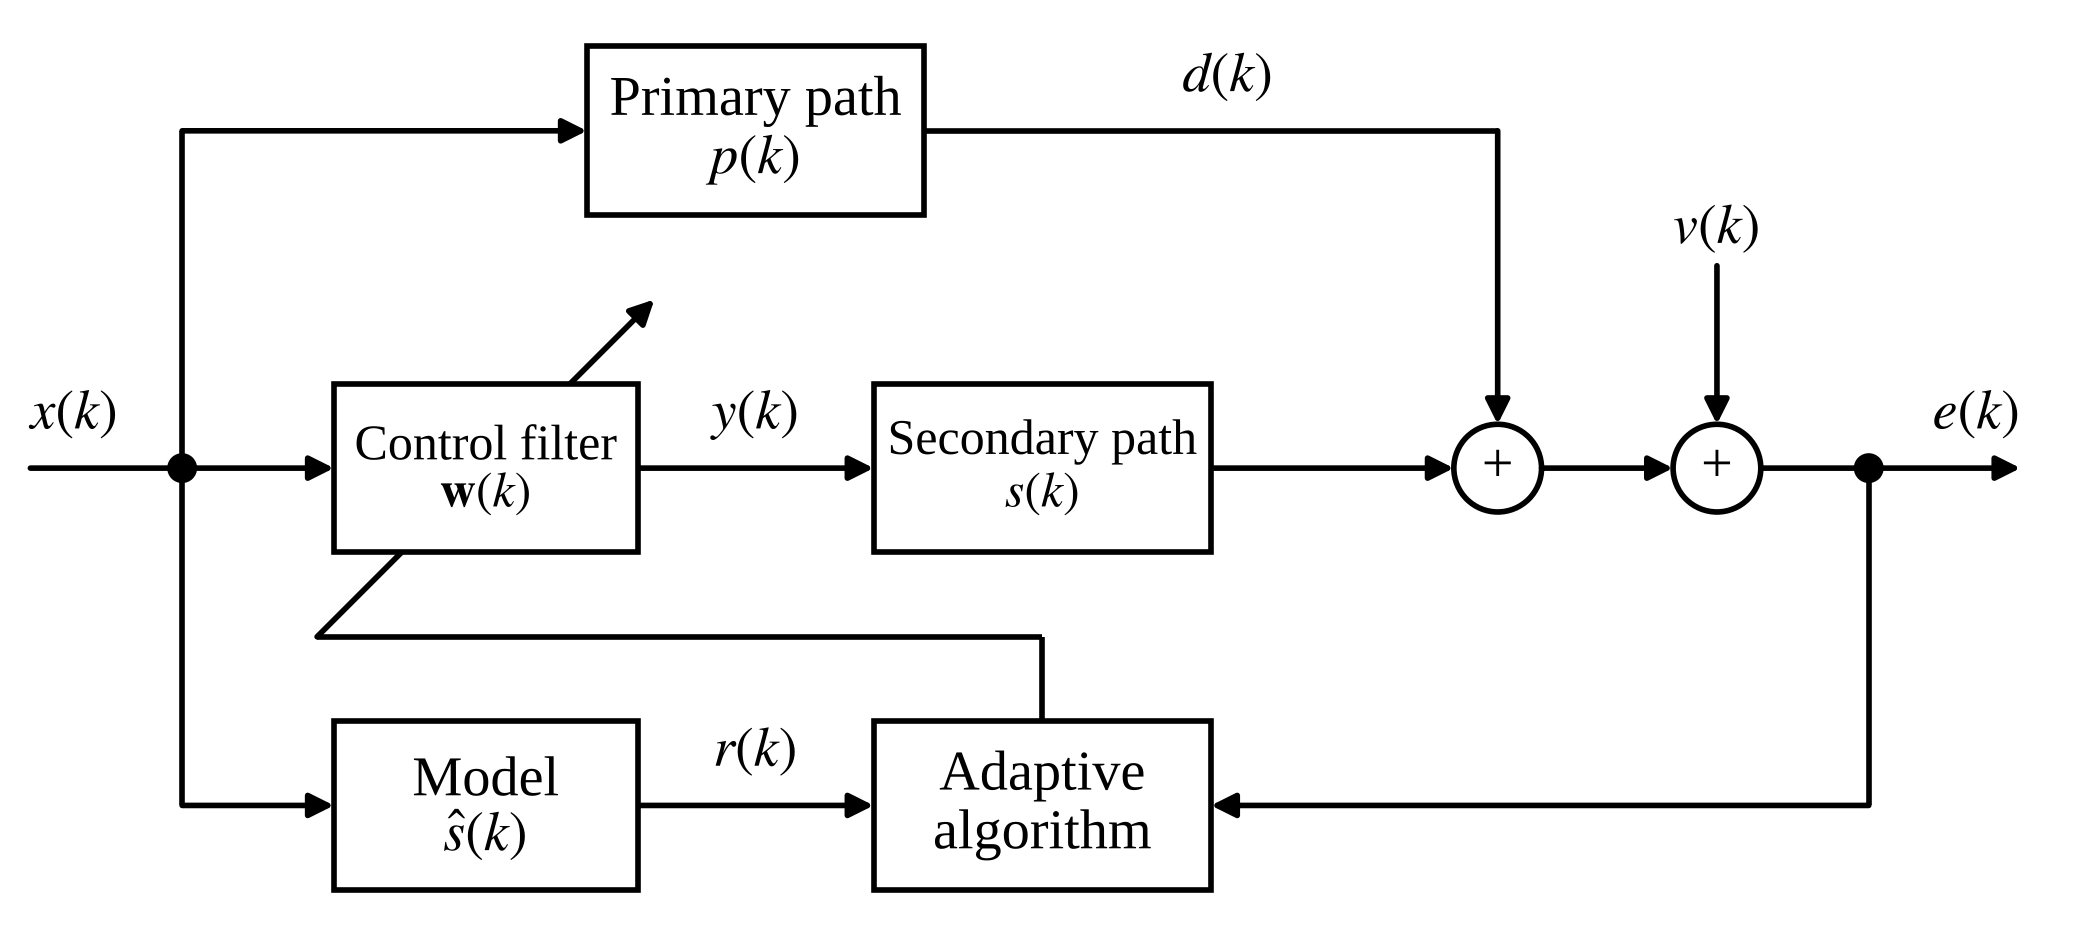 Primary path
p(k)
d(k)
v(k)
x(k)
Control filter
w(k)
y(k)
Secondary path
s(k)
+
+
e(k)
Model
ŝ(k)
r(k)
Adaptive
algorithm